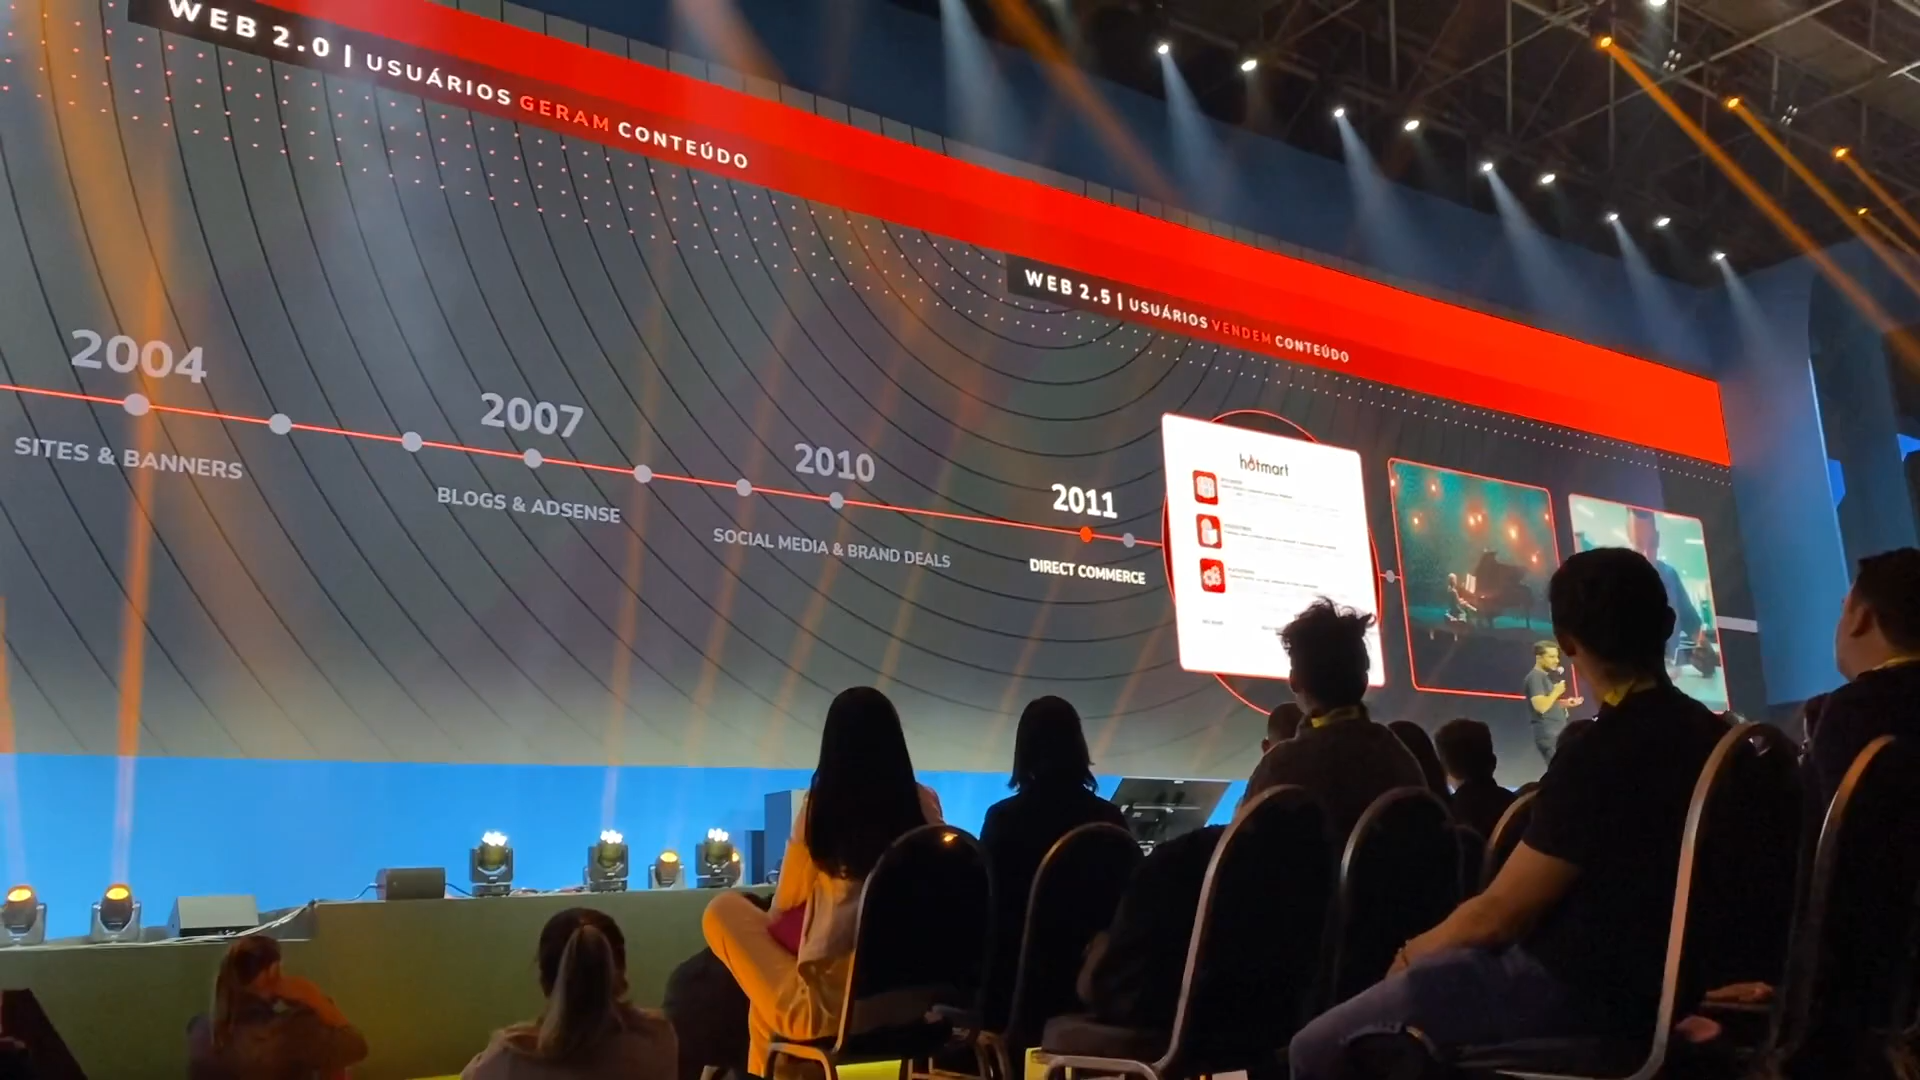 WEB 2.0 | USUÁRIOS GERAM CONTEÚDO
WEB 2.5 | USUÁRIOS VENDEM CONTEÚDO
2004
SITES & BANNERS
2007
BLOGS & ADSENSE
2010
SOCIAL MEDIA & BRAND DEALS
2011
DIRECT COMMERCE
hotmart